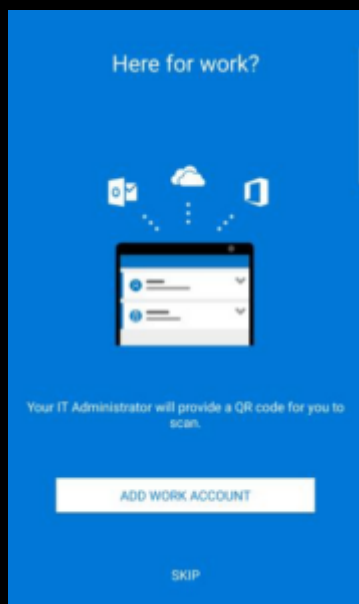 Here for work?
Your IT Administrator will provide a QR code for you to
scan.
ADD WORK ACCOUNT
SKIP